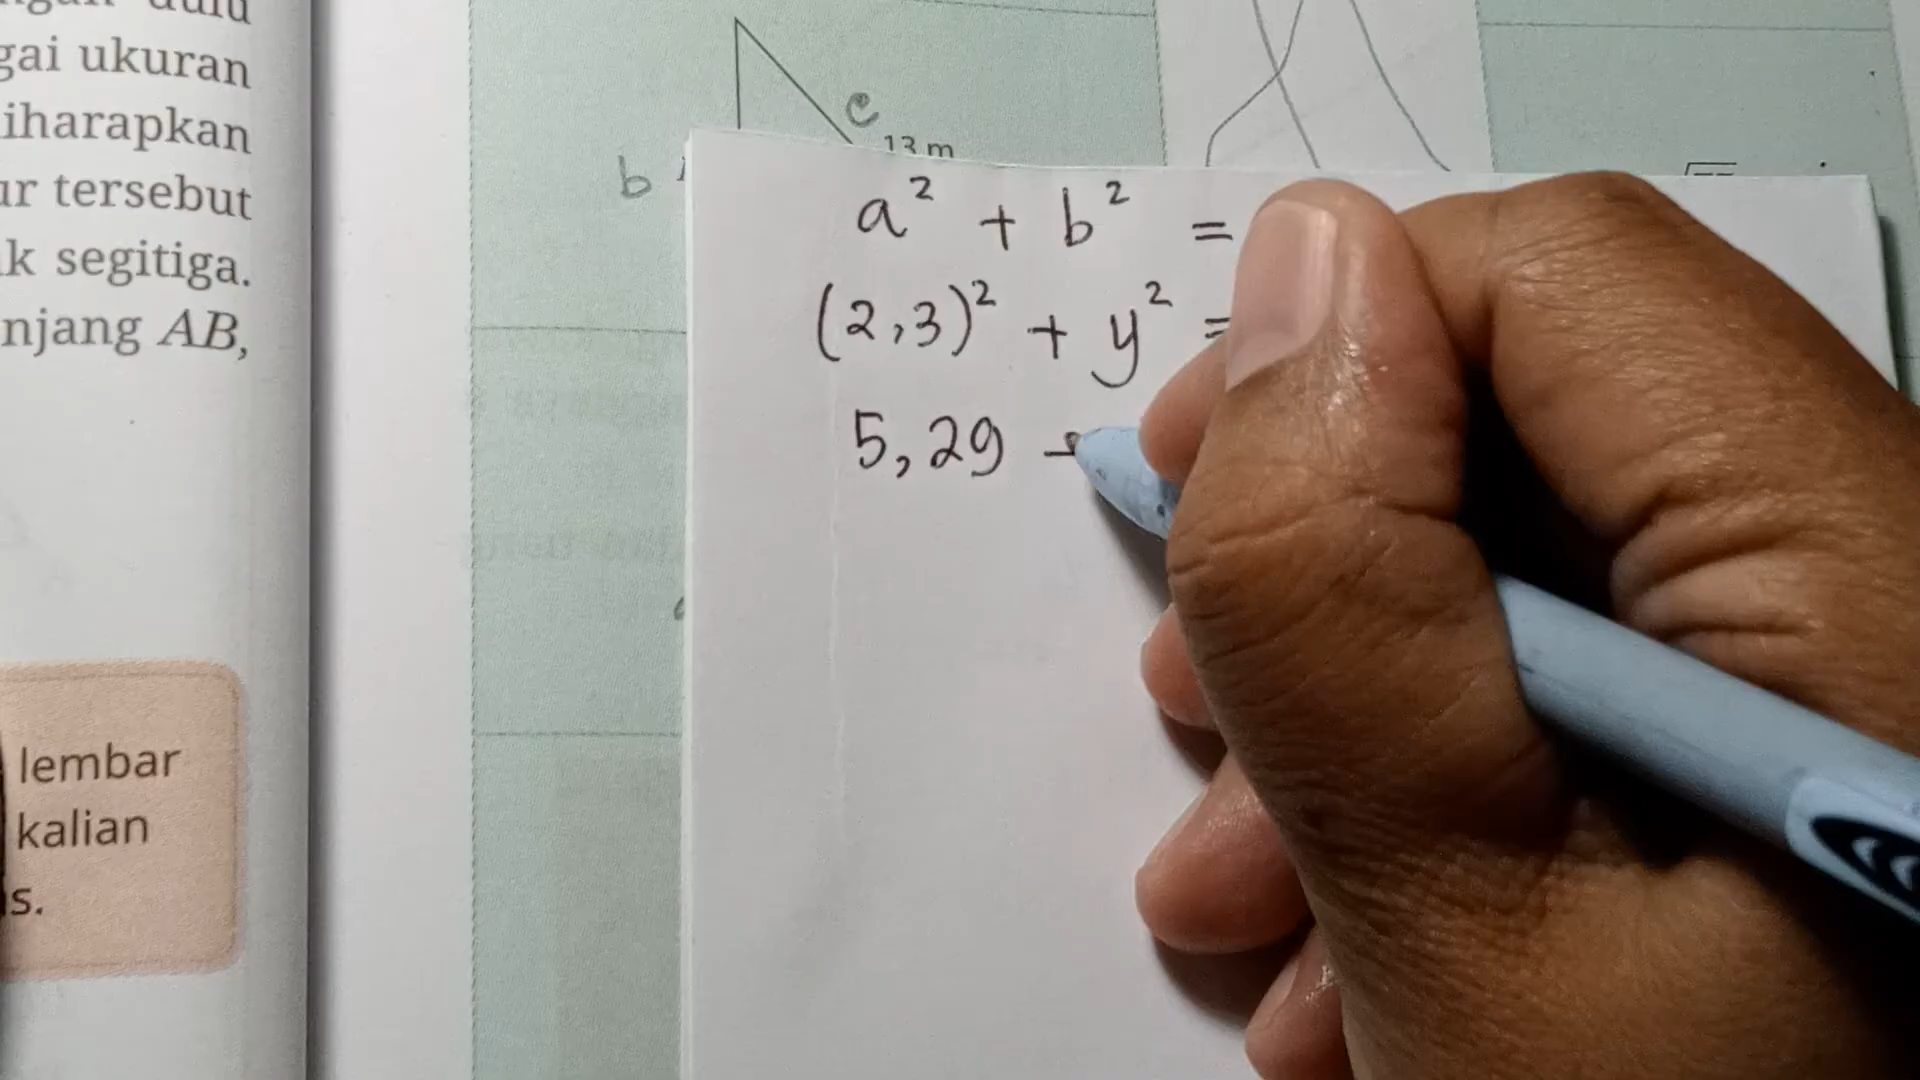 gai ukuran
iharapkan
ur tersebut
k segitiga.
njang AB,
lembar
kalian
s.
c
13 m
b
a² + b² =
(2,3)² + y² =
5,29